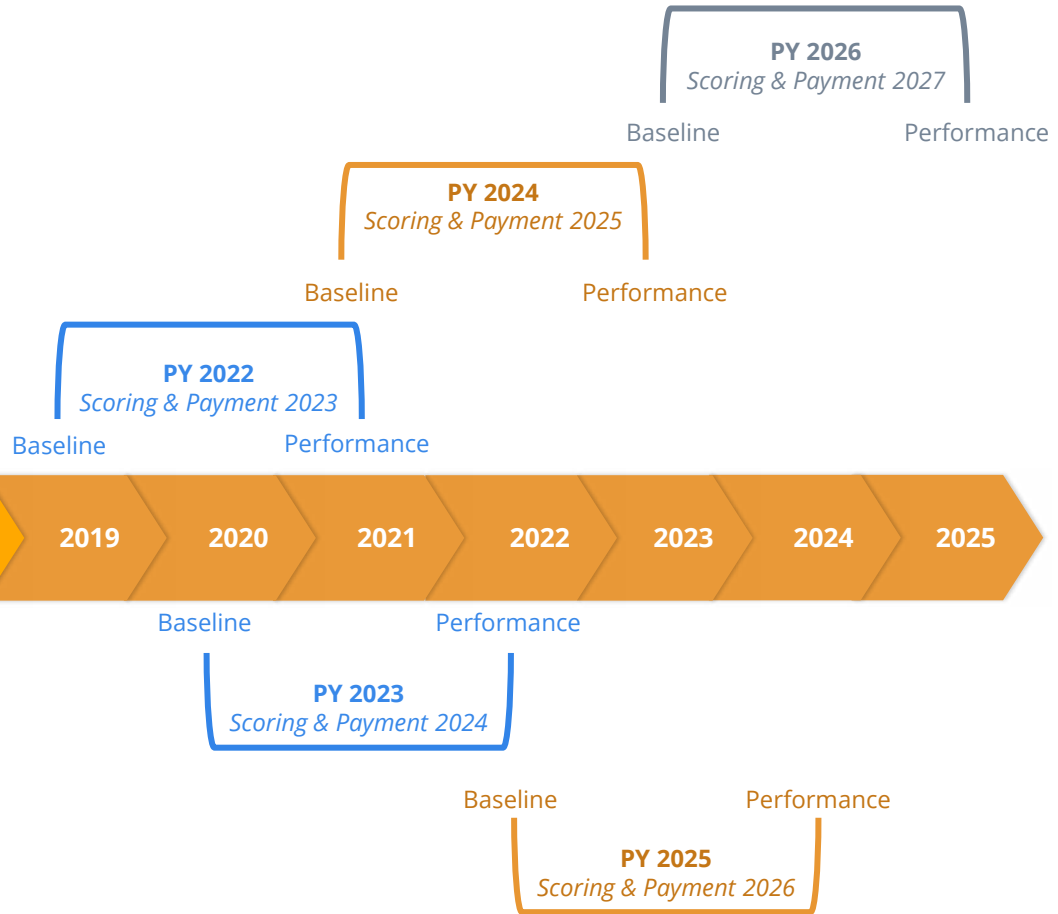 PY 2026
Scoring & Payment 2027
Baseline Performance
PY 2024
Scoring & Payment 2025
Baseline Performance
PY 2022
Scoring & Payment 2023
Baseline Performance
2019 2020 2021 2022 2023 2024 2025
Baseline Performance
PY 2023
Scoring & Payment 2024
Baseline Performance
PY 2025
Scoring & Payment 2026